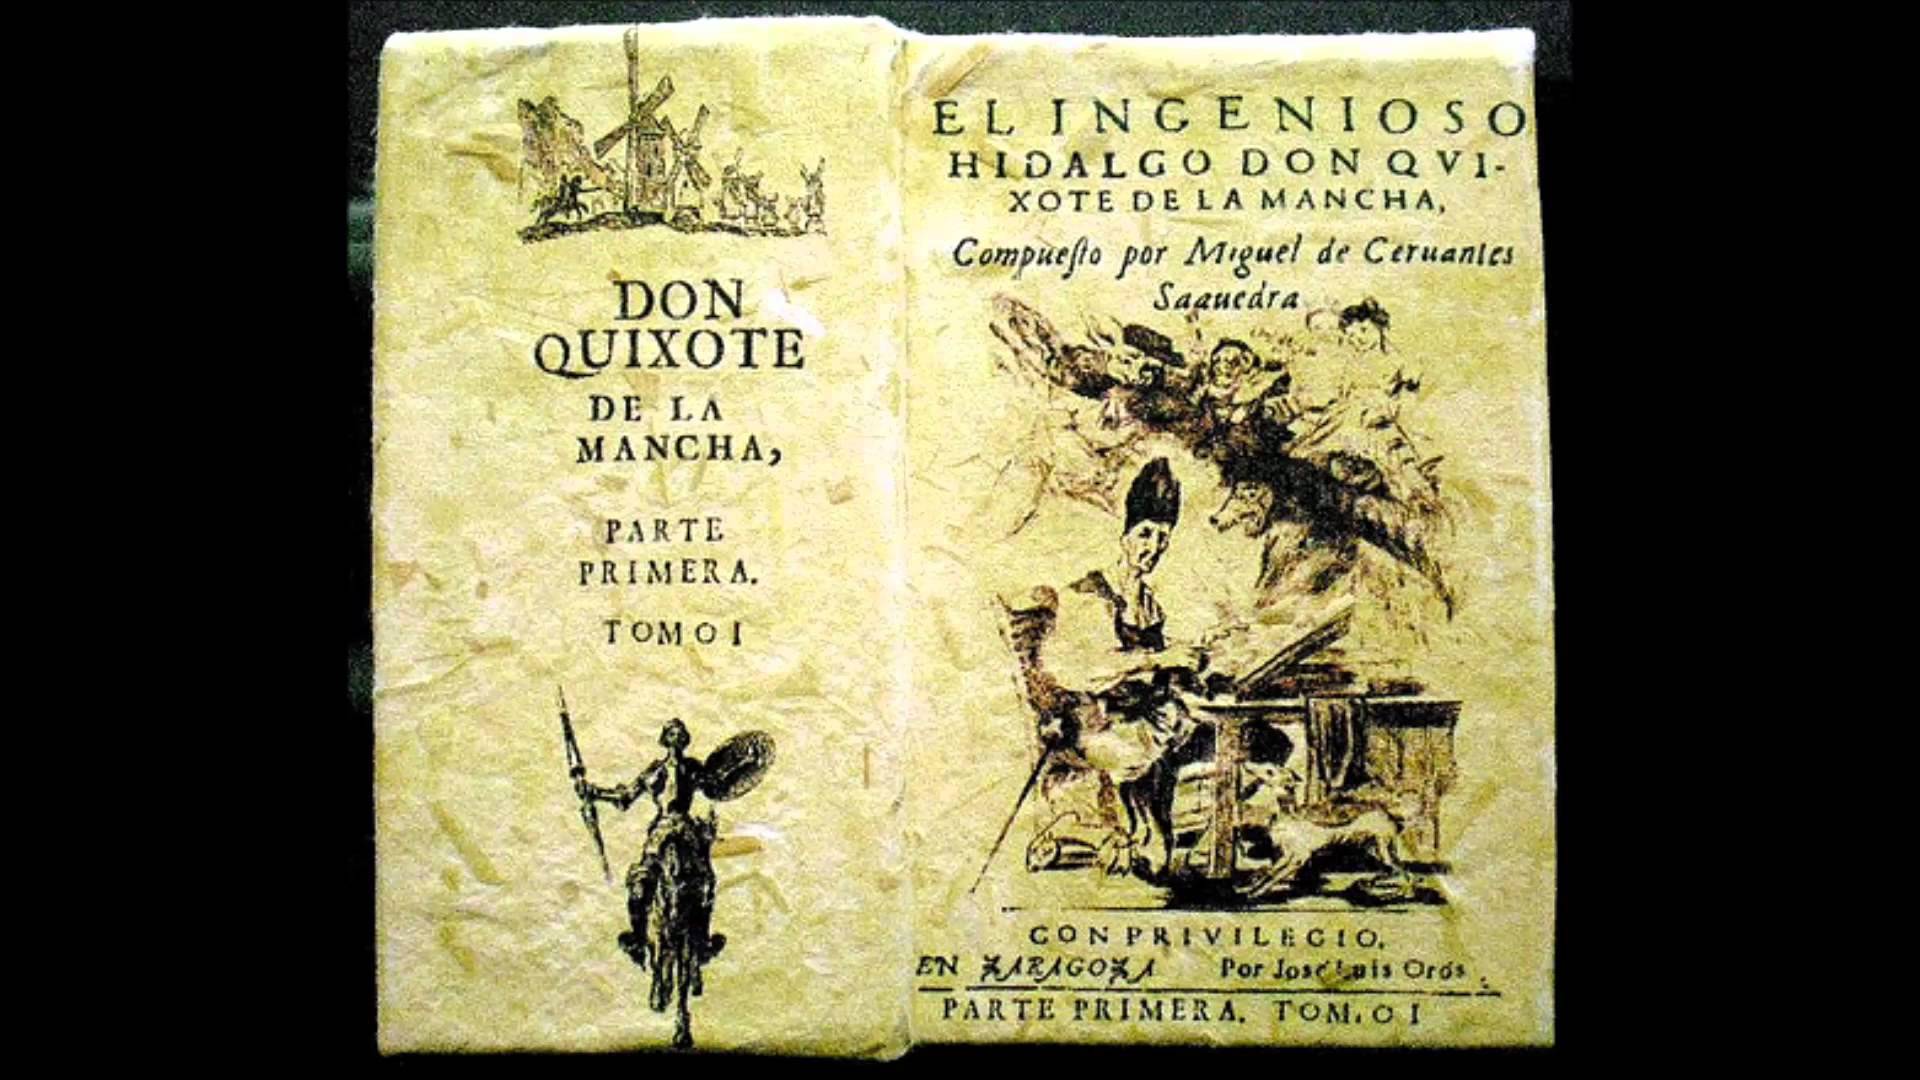 DON
QUIXOTE
DE LA
MANCHA,
PARTE
PRIMERA.
TOMO I
EL INGENIOSO
HIDALGO DON QVI-
XOTE DE LA MANCHA,
Compueſto por Miguel de Ceruantes
Saauedra
CON PRIVILEGIO.
EN ZARAGOZA Por José Luis Orós.
PARTE PRIMERA. TOMO I